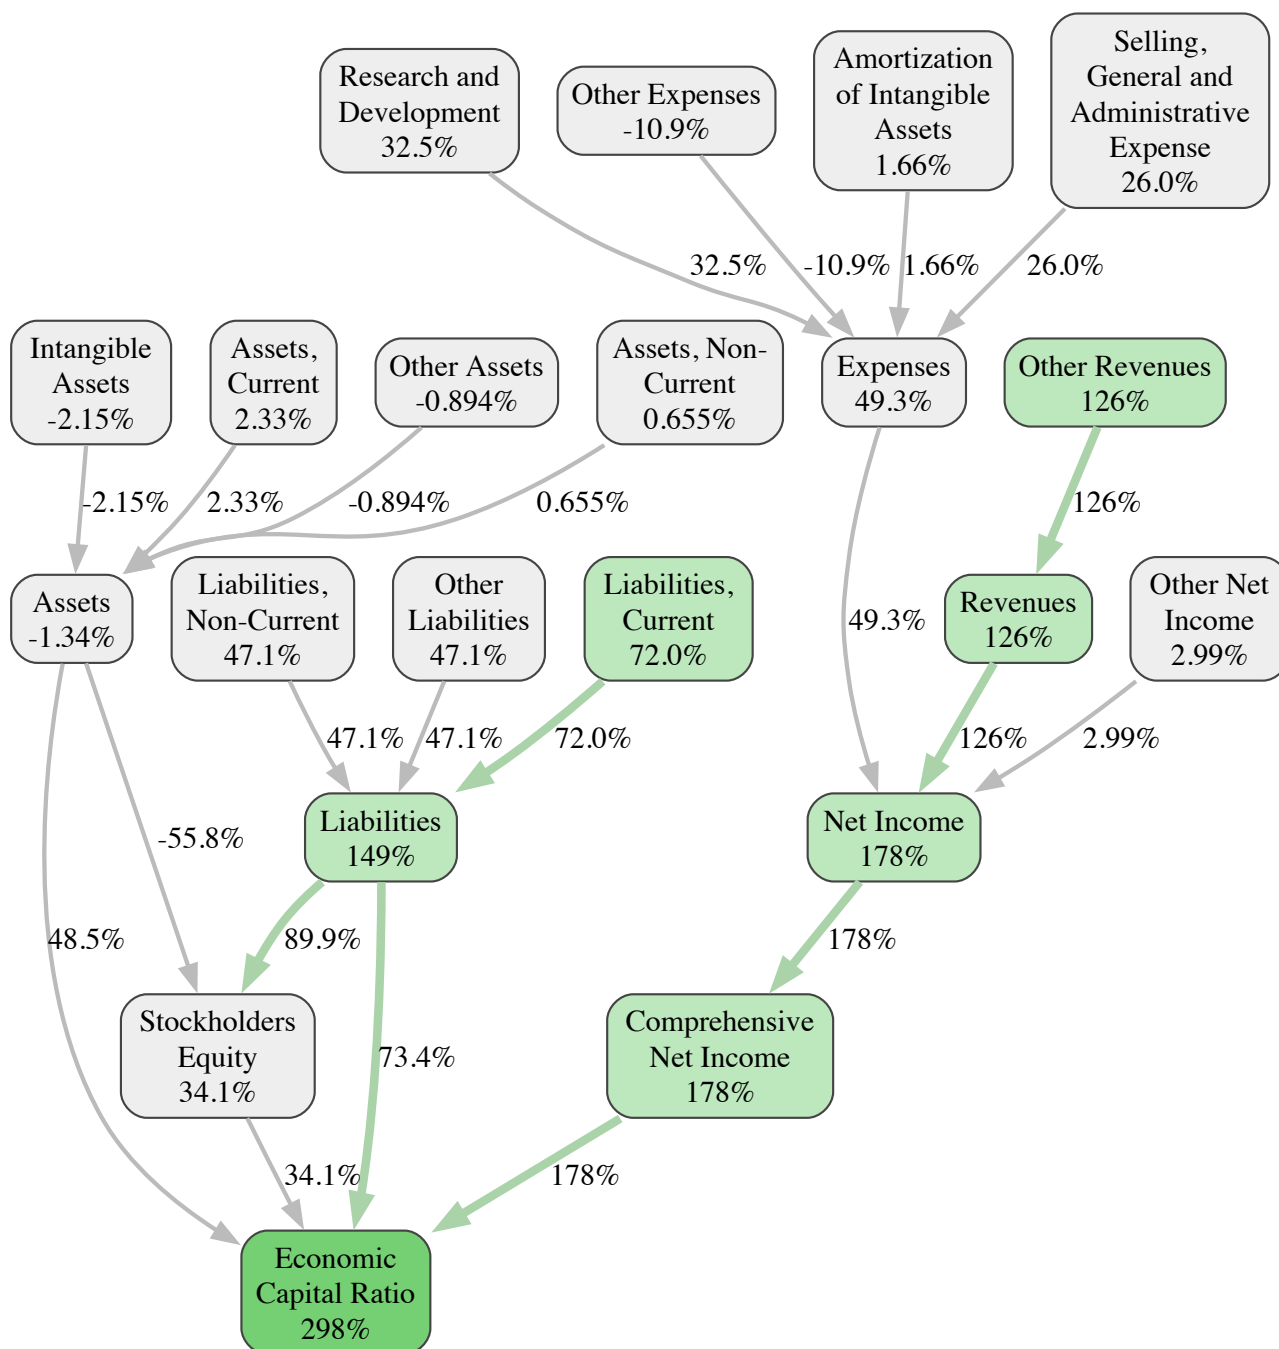 Research and
Development
32.5%
Other Expenses
-10.9%
Amortization
of Intangible
Assets
1.66%
Selling,
General and
Administrative
Expense
26.0%
32.5%
-10.9%
1.66%
26.0%
Intangible
Assets
-2.15%
Assets,
Current
2.33%
Other Assets
-0.894%
Assets, Non-
Current
0.655%
Expenses
49.3%
Other Revenues
126%
-2.15%
2.33%
-0.894%
0.655%
126%
Assets
-1.34%
Liabilities,
Non-Current
47.1%
Other
Liabilities
47.1%
Liabilities,
Current
72.0%
49.3%
Revenues
126%
Other Net
Income
2.99%
47.1%
47.1%
72.0%
126%
2.99%
-55.8%
Liabilities
149%
Net Income
178%
48.5%
89.9%
178%
Stockholders
Equity
34.1%
73.4%
Comprehensive
Net Income
178%
34.1%
178%
Economic
Capital Ratio
298%